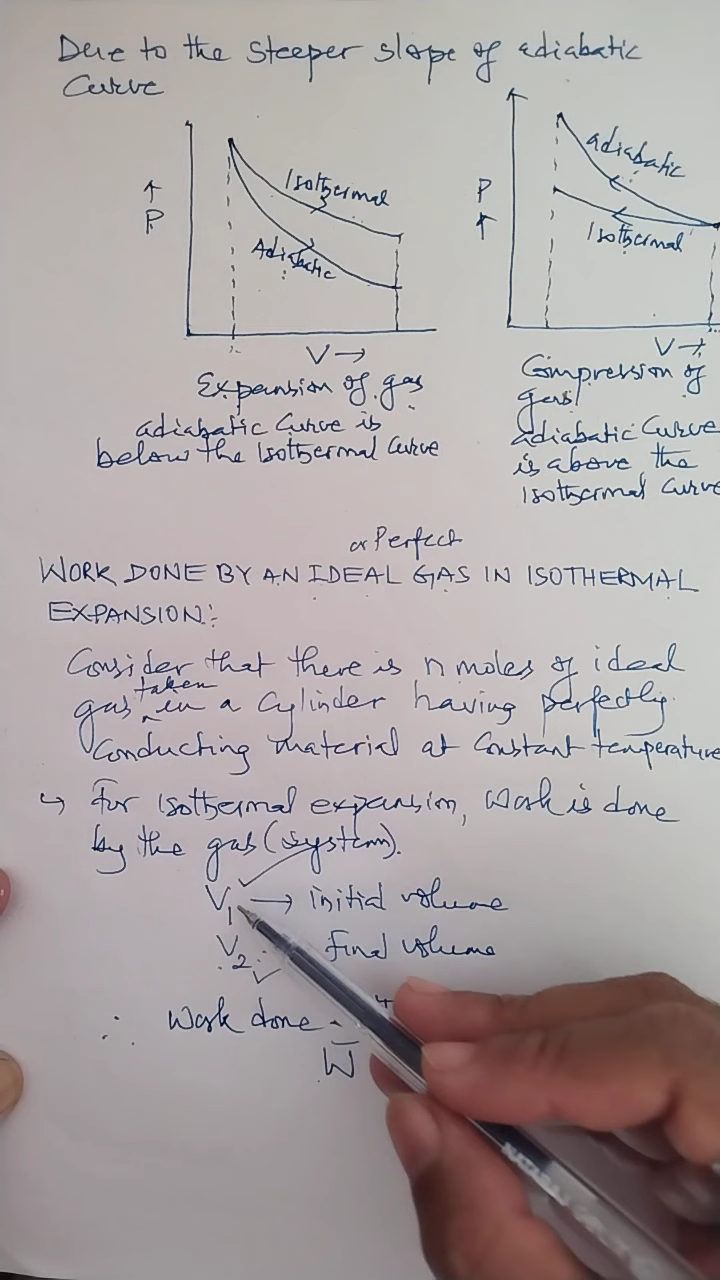 Due to the steeper slope of adiabatic
Curve
↑
P
Isothermal
Adiabatic
V →
Expansion of gas
adiabatic Curve is
below the Isothermal Curve
P
↑
adiabatic
Isothermal
V →
Compression of
gas
adiabatic Curve
is above the
Isothermal Curve
or Perfect
WORK DONE BY AN IDEAL GAS IN ISOTHERMAL
EXPANSION:
Consider that there is n moles of ideal
taken
gas in a Cylinder having perfectly
Conducting material at Constant temperature
↪ For isothermal expansion, Work is done
by the gas (system).
V₁ → initial volume
V₂ Final volume
∴ Work done
W